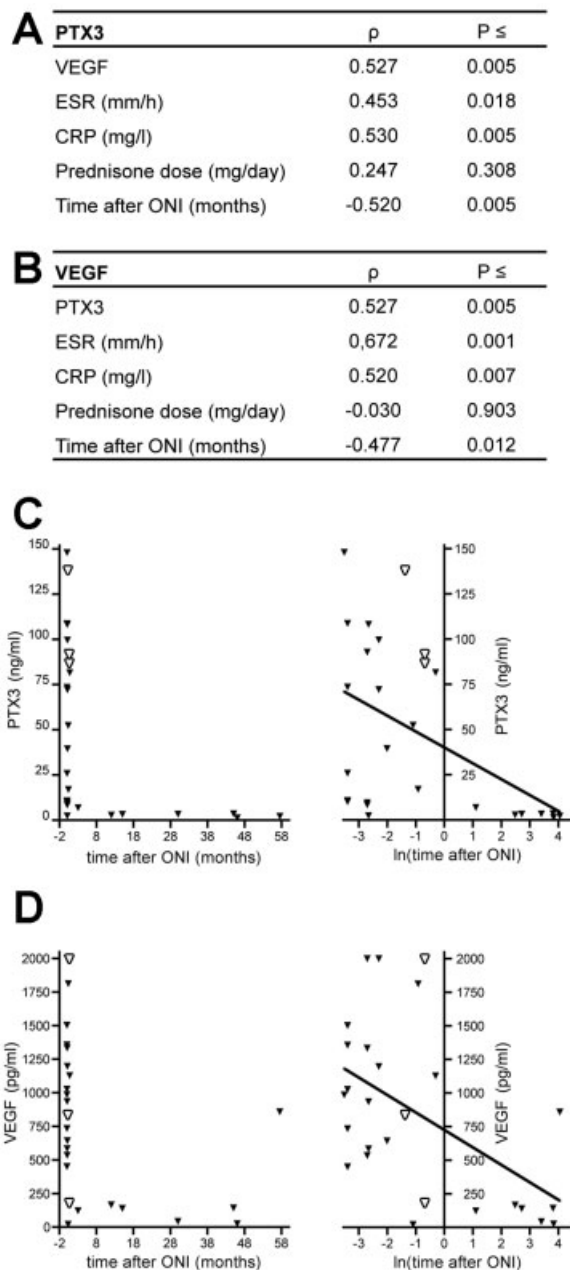 A PTX3 ρ P ≤
VEGF 0.527 0.005
ESR (mm/h) 0.453 0.018
CRP (mg/l) 0.530 0.005
Prednisone dose (mg/day) 0.247 0.308
Time after ONI (months) -0.520 0.005
B VEGF ρ P ≤
PTX3 0.527 0.005
ESR (mm/h) 0,672 0.001
CRP (mg/l) 0.520 0.007
Prednisone dose (mg/day) -0.030 0.903
Time after ONI (months) -0.477 0.012
C
PTX3 (ng/ml)
150
125
100
75
50
25
0
-2 8 18 28 38 48 58
time after ONI (months)
PTX3 (ng/ml)
150
125
100
75
50
25
-3 -2 -1 0 1 2 3 4
ln(time after ONI)
D
VEGF (pg/ml)
2000
1750
1500
1250
1000
750
500
250
0
-2 8 18 28 38 48 58
time after ONI (months)
VEGF (pg/ml)
2000
1750
1500
1250
1000
750
500
250
-3 -2 -1 0 1 2 3 4
ln(time after ONI)